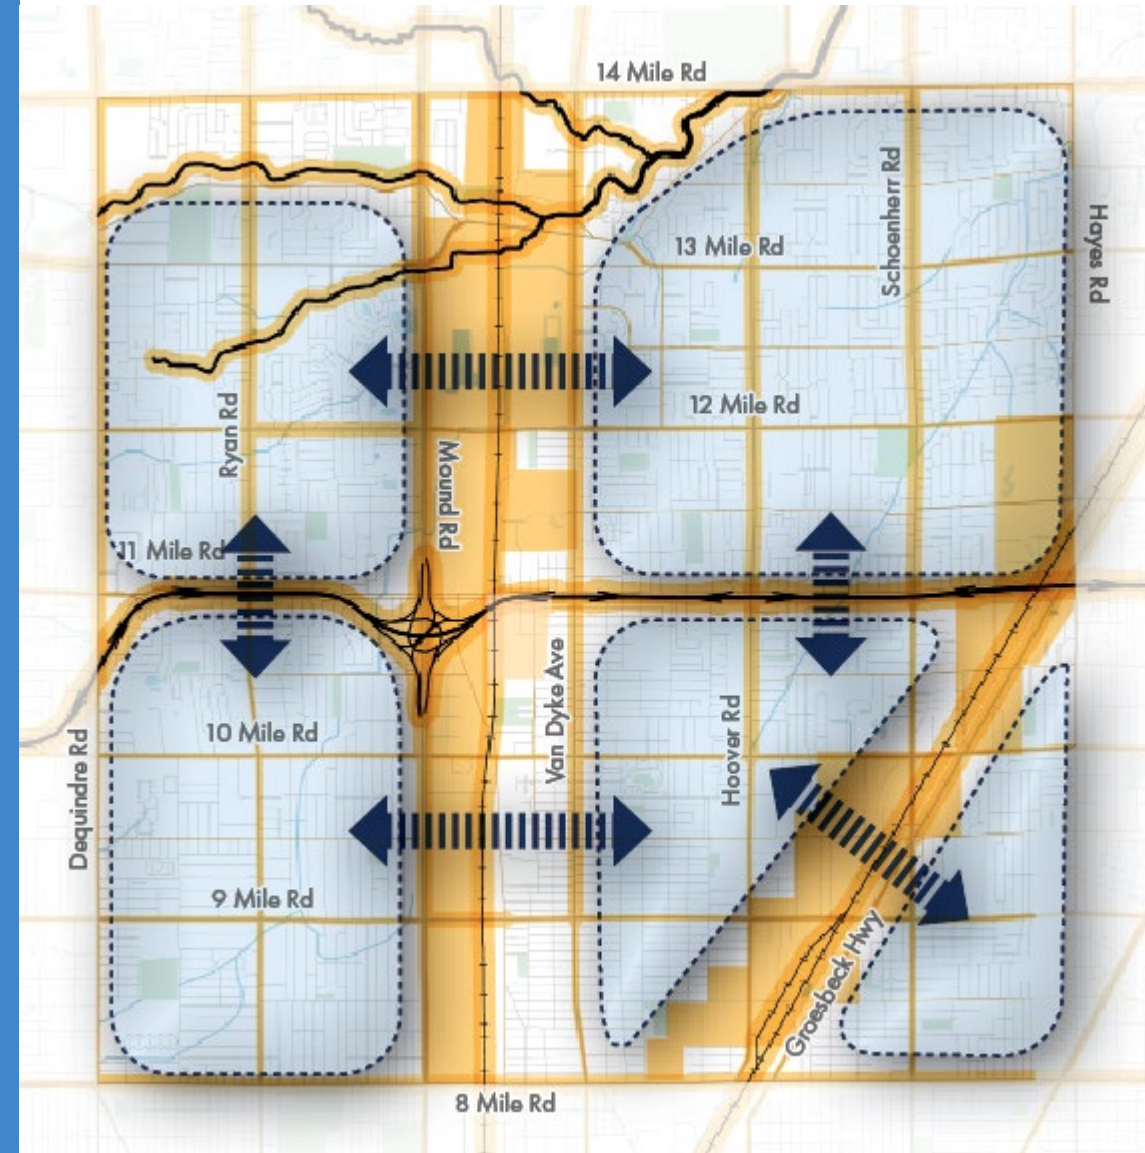 14 Mile Rd
Schoenherr Rd
Hayes Rd
13 Mile Rd
Ryan Rd
12 Mile Rd
Mound Rd
11 Mile Rd
Van Dyke Ave
Hoover Rd
10 Mile Rd
Dequindre Rd
9 Mile Rd
Groesbeck Hwy
8 Mile Rd